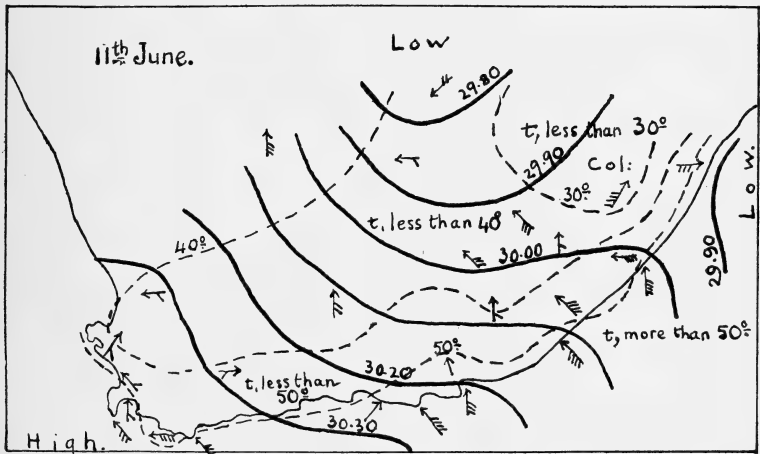 Low
11th June.
29.80
t, less than 30°
29.90
Col:
30°
Low.
t, less than 40°
40°
30.00
29.90
t, more than 50°
50°
30.20
t, less than
50°
30.30
High.